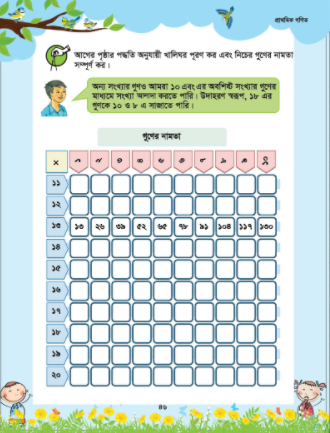 প্রাথমিক গণিত
আগের পৃষ্ঠার পদ্ধতি অনুযায়ী খালিঘর পূরণ কর এবং নিচের গুণের নামতা
সম্পূর্ণ কর।
অন্য সংখ্যার গুণও আমরা ১০ এবং এর অবশিষ্ট সংখ্যার গুণের
মাধ্যমে সংখ্যা আলাদা করতে পারি। উদাহরণ স্বরূপ, ১৮ এর
গুণকে ১০ ও ৮ এ সাজাতে পারি।
গুণের নামতা
× ১ ২ ৩ ৪ ৫ ৬ ৭ ৮ ৯ ১০
১১
১২
১৩ ১৩ ২৬ ৩৯ ৫২ ৬৫ ৭৮ ৯১ ১০৪ ১১৭ ১৩০
১৪
১৫
১৬
১৭
১৮
১৯
২০
৪৬